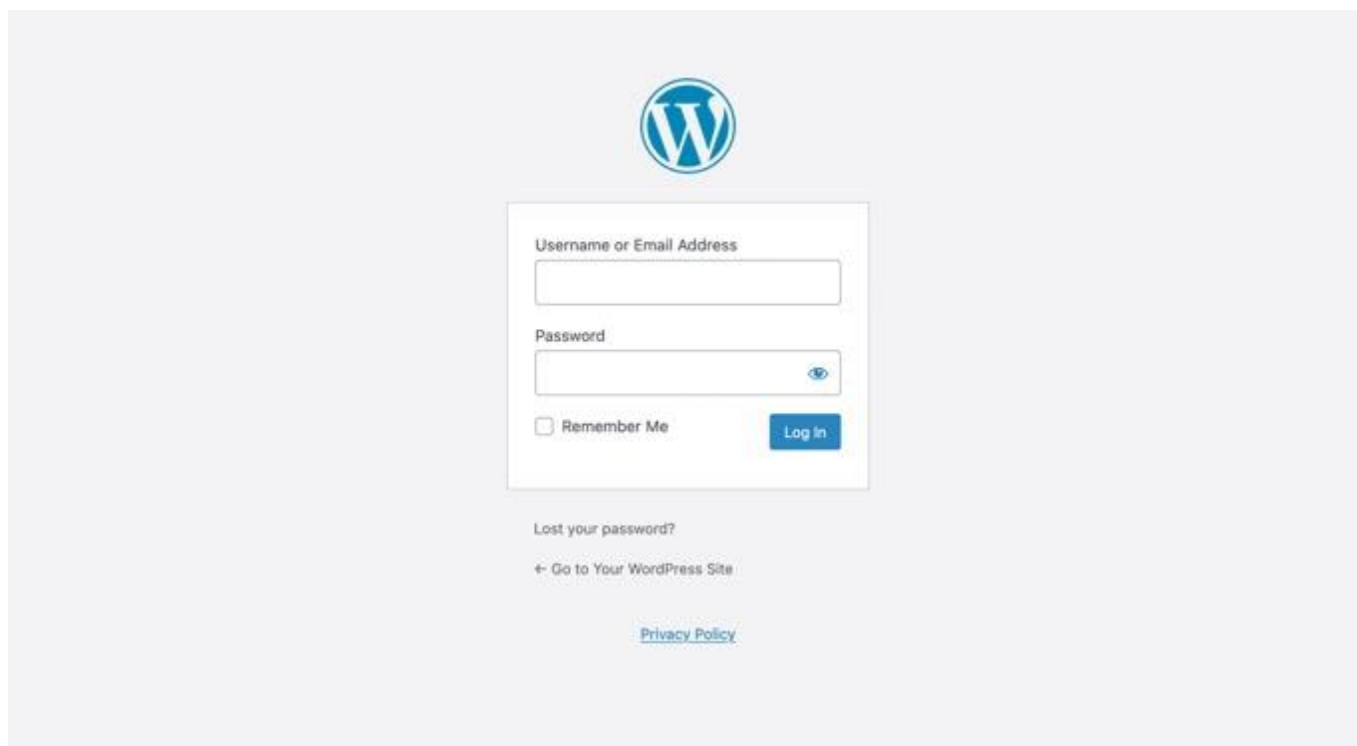 W
Username or Email Address
Password
Remember Me
Log In
Lost your password?
← Go to Your WordPress Site
Privacy Policy